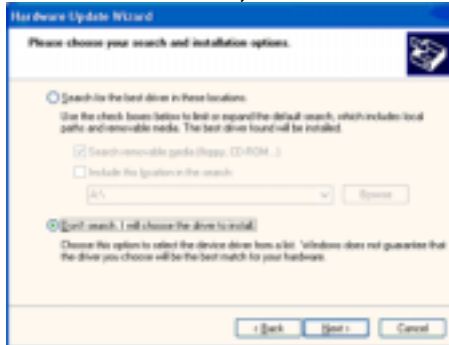 Hardware Update Wizard
Please choose your search and installation options.
Search for the best driver in these locations.
Use the check boxes below to limit or expand the default search, which includes local
paths and removable media. The best driver found will be installed.
Search removable media (floppy, CD-ROM...)
Include this location in the search:
A:\
Browse
Don't search. I will choose the driver to install.
Choose this option to select the device driver from a list. Windows does not guarantee that
the driver you choose will be the best match for your hardware.
< Back
Next >
Cancel